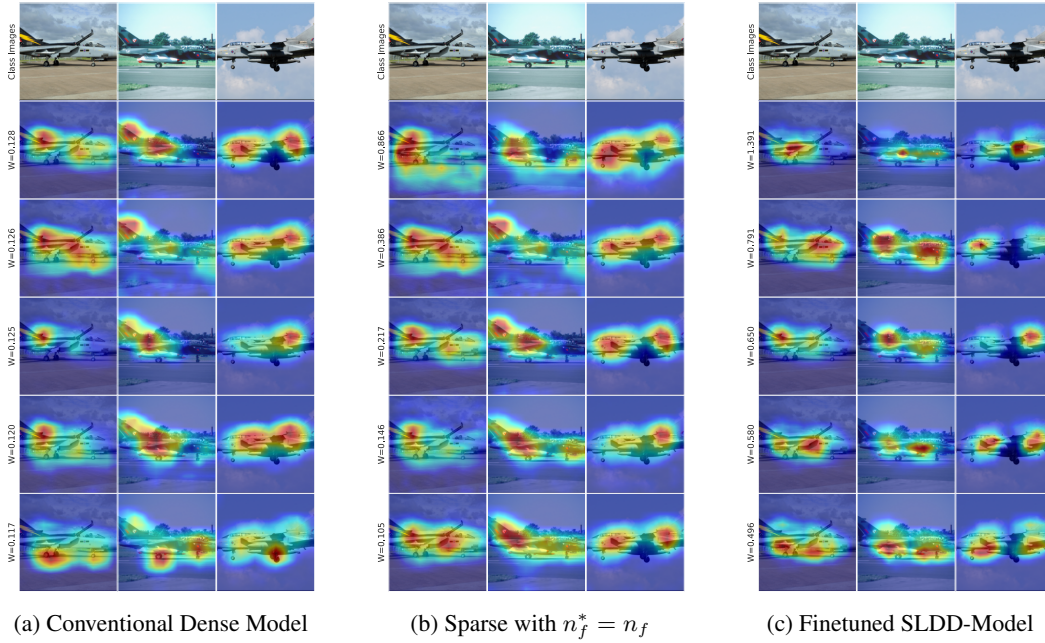 Class Images
W=0.128
W=0.126
W=0.125
W=0.120
W=0.117
(a) Conventional Dense Model
Class Images
W=0.866
W=0.386
W=0.217
W=0.146
W=0.105
(b) Sparse with $n_f^* = n_f$
Class Images
W=1.391
W=0.791
W=0.650
W=0.580
W=0.496
(c) Finetuned SLDD-Model